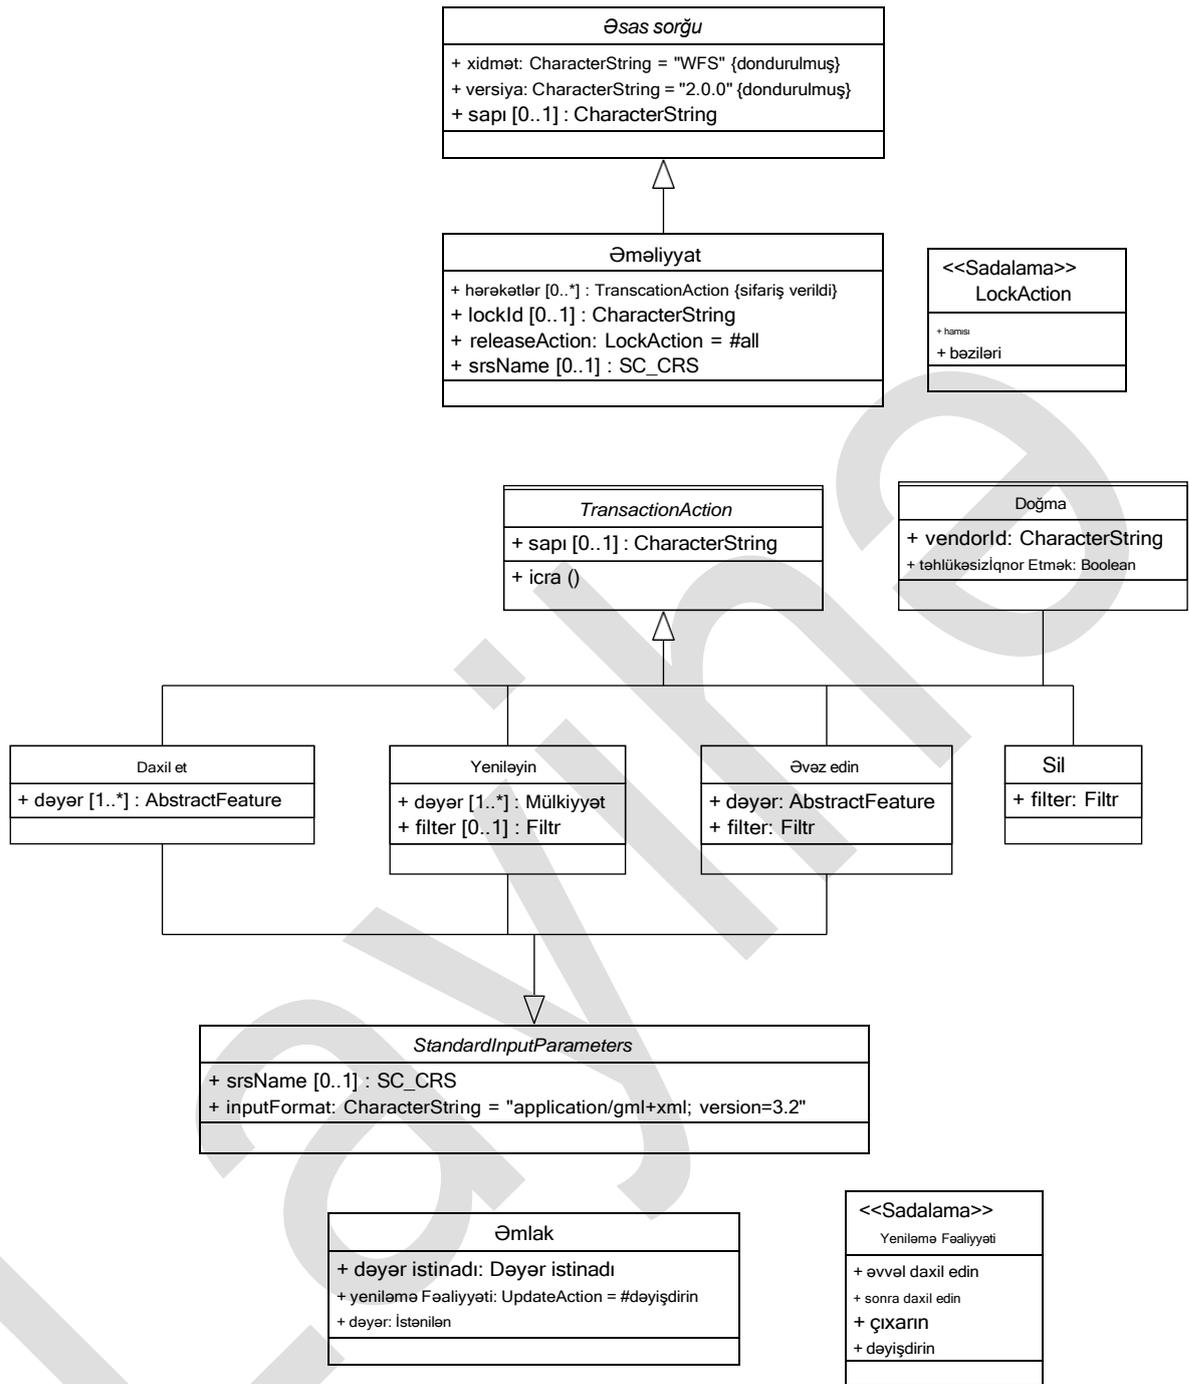 Əsas sorğu
+ xidmət: CharacterString = "WFS" {dondurulmuş}
+ versiya: CharacterString = "2.0.0" {dondurulmuş}
+ sapı [0..1] : CharacterString
Əməliyyat
+ hərəkətlər [0..*] : TranscationAction {sifariş verildi}
+ lockId [0..1] : CharacterString
+ releaseAction: LockAction = #all
+ srsName [0..1] : SC_CRS
<<Sadalama>>
LockAction
+ hamısı
+ bəziləri
TransactionAction
+ sapı [0..1] : CharacterString
+ icra ()
Doğma
+ vendorId: CharacterString
+ təhlükəsizİqnor Etmək: Boolean
Daxil et
+ dəyər [1..*] : AbstractFeature
Yeniləyin
+ dəyər [1..*] : Mülkiyyət
+ filter [0..1] : Filtr
Əvəz edin
+ dəyər: AbstractFeature
+ filter: Filtr
Sil
+ filter: Filtr
StandardInputParameters
+ srsName [0..1] : SC_CRS
+ inputFormat: CharacterString = "application/gml+xml; version=3.2"
Əmlak
+ dəyər istinadı: Dəyər istinadı
+ yeniləmə Fəaliyyəti: UpdateAction = #dəyişdirin
+ dəyər: İstənilən
<<Sadalama>>
Yeniləmə Fəaliyyəti
+ əvvəl daxil edin
+ sonra daxil edin
+ çıxarın
+ dəyişdirin
Layihə